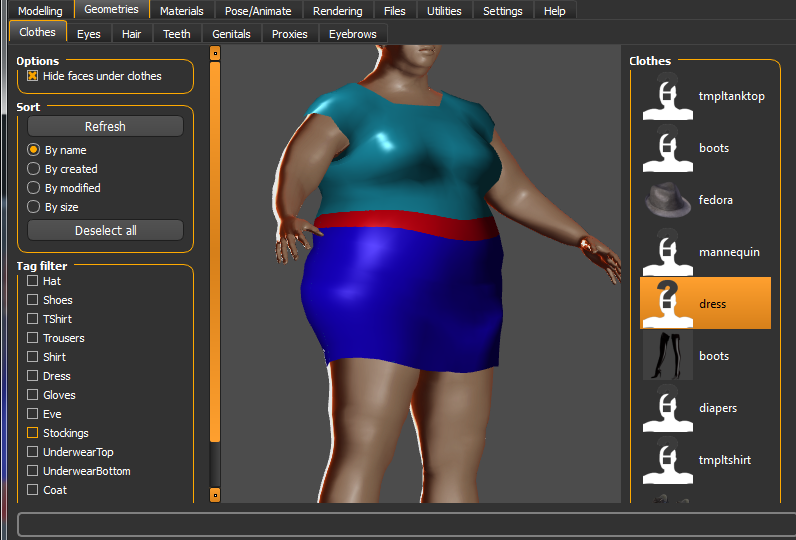 Modelling Geometries Materials Pose/Animate Rendering Files Utilities Settings Help
Clothes Eyes Hair Teeth Genitals Proxies Eyebrows
Options
Hide faces under clothes
Sort
Refresh
By name
By created
By modified
By size
Deselect all
Tag filter
Hat
Shoes
TShirt
Trousers
Shirt
Dress
Gloves
Eve
Stockings
UnderwearTop
UnderwearBottom
Coat
Clothes
tmpltanktop
boots
fedora
mannequin
dress
boots
diapers
tmpltshirt